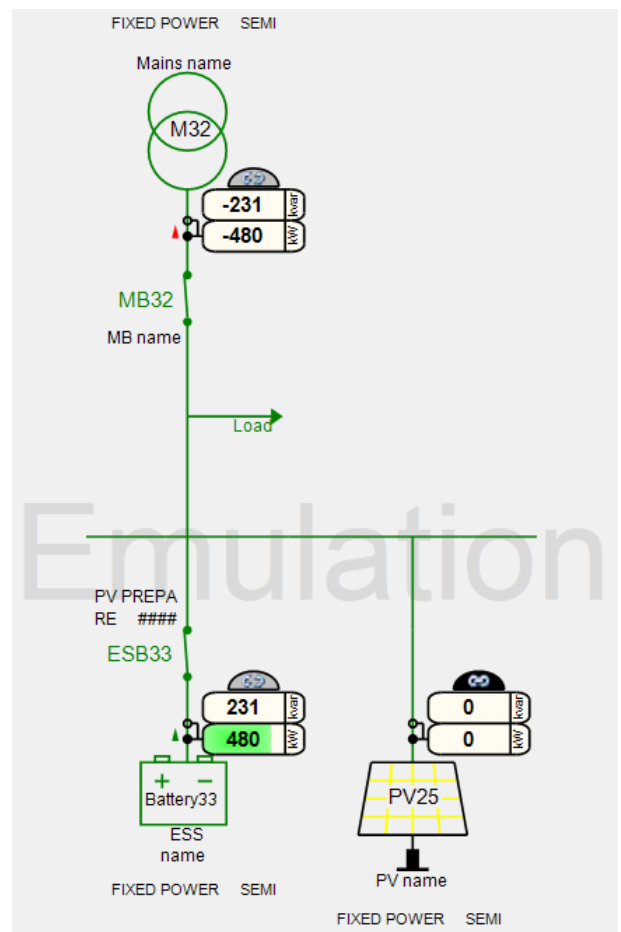 FIXED POWER SEMI
Mains name
M32
-231 kvar
-480 kW
MB32
MB name
Load
Emulation
PV PREPA
RE ####
ESB33
231 kvar
480 kW
0 kvar
0 kW
+ −
Battery33
PV25
ESS
name
PV name
FIXED POWER SEMI
FIXED POWER SEMI